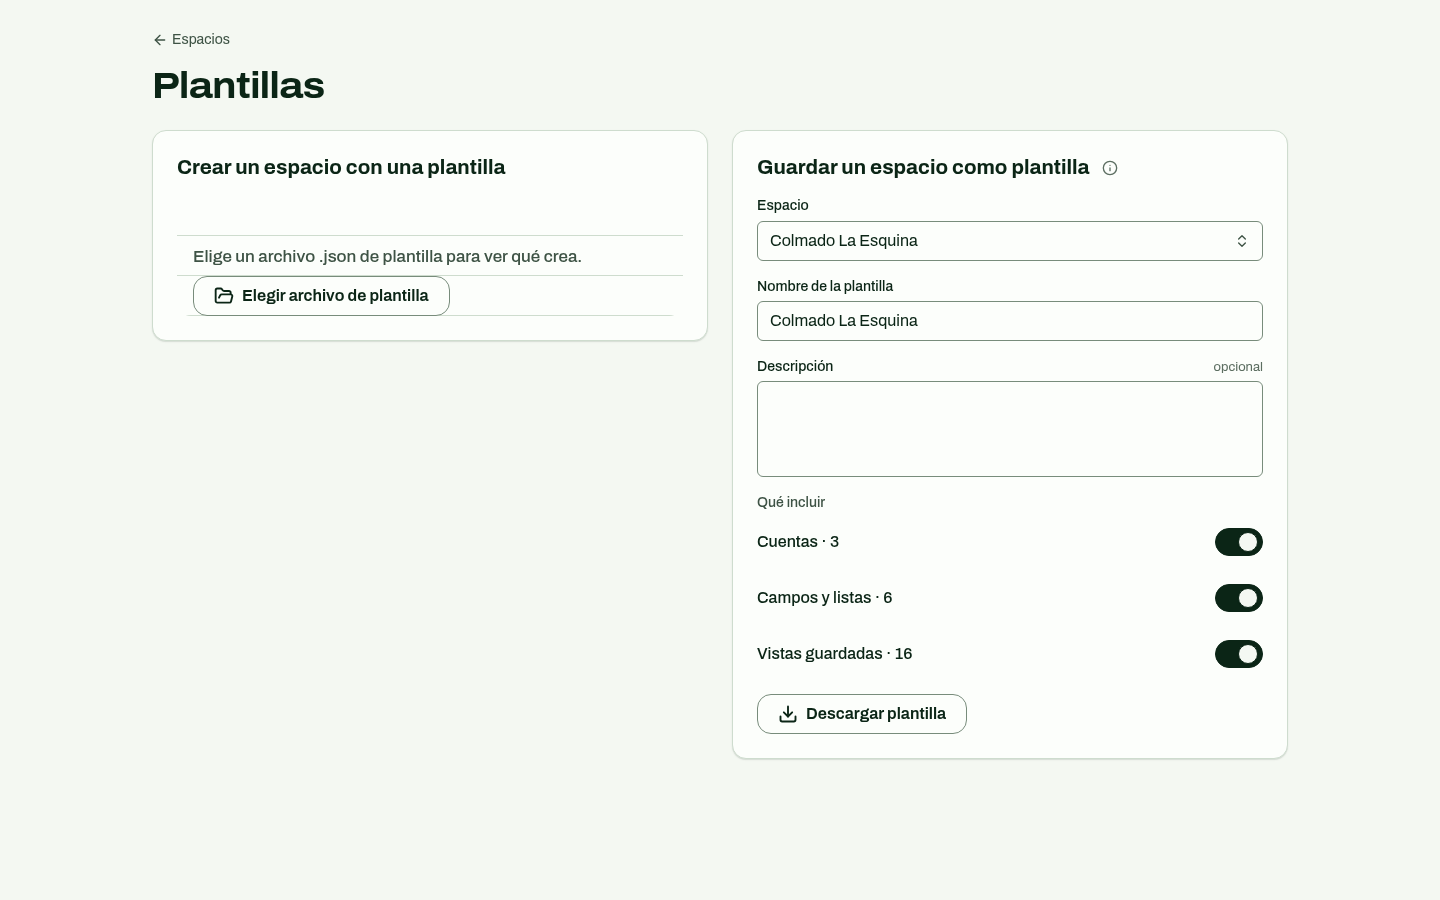 Espacios
Plantillas
Crear un espacio con una plantilla
Elige un archivo .json de plantilla para ver qué crea.
Elegir archivo de plantilla
Guardar un espacio como plantilla
Espacio
Colmado La Esquina
Nombre de la plantilla
Colmado La Esquina
Descripción opcional
Qué incluir
Cuentas · 3
Campos y listas · 6
Vistas guardadas · 16
Descargar plantilla